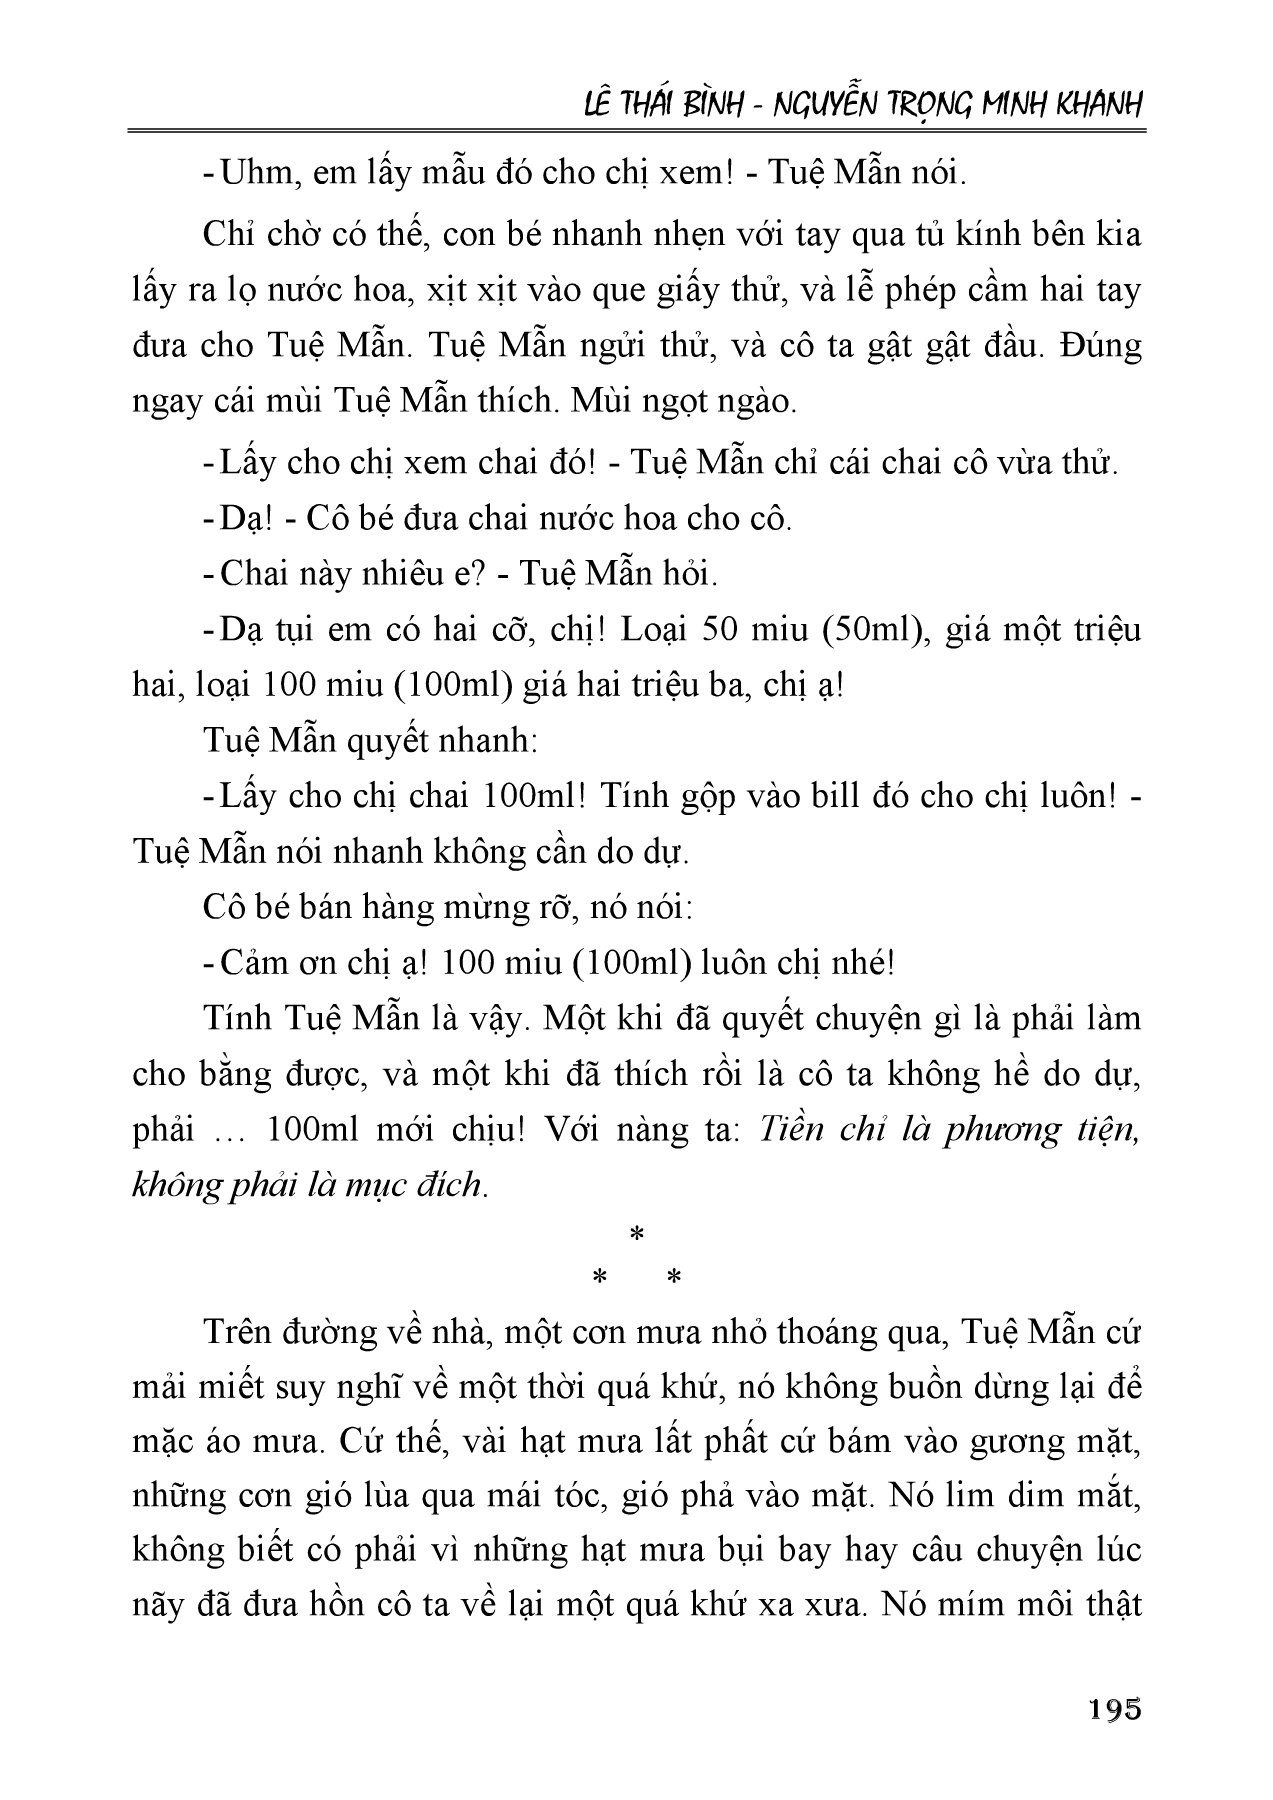 LÊ THÁI BÌNH - NGUYỄN TRỌNG MINH KHANH
- Uhm, em lấy mẫu đó cho chị xem! - Tuệ Mẫn nói.
Chỉ chờ có thế, con bé nhanh nhẹn với tay qua tủ kính bên kia
lấy ra lọ nước hoa, xịt xịt vào que giấy thử, và lễ phép cầm hai tay
đưa cho Tuệ Mẫn. Tuệ Mẫn ngửi thử, và cô ta gật gật đầu. Đúng
ngay cái mùi Tuệ Mẫn thích. Mùi ngọt ngào.
- Lấy cho chị xem chai đó! - Tuệ Mẫn chỉ cái chai cô vừa thử.
- Dạ! - Cô bé đưa chai nước hoa cho cô.
- Chai này nhiêu e? - Tuệ Mẫn hỏi.
- Dạ tụi em có hai cỡ, chị! Loại 50 miu (50ml), giá một triệu
hai, loại 100 miu (100ml) giá hai triệu ba, chị ạ!
Tuệ Mẫn quyết nhanh:
- Lấy cho chị chai 100ml! Tính gộp vào bill đó cho chị luôn! -
Tuệ Mẫn nói nhanh không cần do dự.
Cô bé bán hàng mừng rỡ, nó nói:
- Cảm ơn chị ạ! 100 miu (100ml) luôn chị nhé!
Tính Tuệ Mẫn là vậy. Một khi đã quyết chuyện gì là phải làm
cho bằng được, và một khi đã thích rồi là cô ta không hề do dự,
phải … 100ml mới chịu! Với nàng ta: Tiền chỉ là phương tiện,
không phải là mục đích.
*
* *
Trên đường về nhà, một cơn mưa nhỏ thoáng qua, Tuệ Mẫn cứ
mải miết suy nghĩ về một thời quá khứ, nó không buồn dừng lại để
mặc áo mưa. Cứ thế, vài hạt mưa lất phất cứ bám vào gương mặt,
những cơn gió lùa qua mái tóc, gió phả vào mặt. Nó lim dim mắt,
không biết có phải vì những hạt mưa bụi bay hay câu chuyện lúc
nãy đã đưa hồn cô ta về lại một quá khứ xa xưa. Nó mím môi thật
195